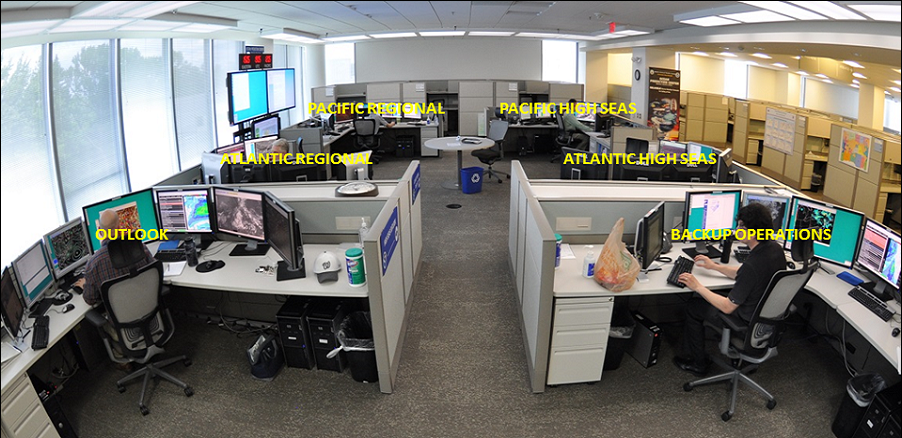 PACIFIC REGIONAL
PACIFIC HIGH SEAS
ATLANTIC REGIONAL
ATLANTIC HIGH SEAS
OUTLOOK
BACKUP OPERATIONS